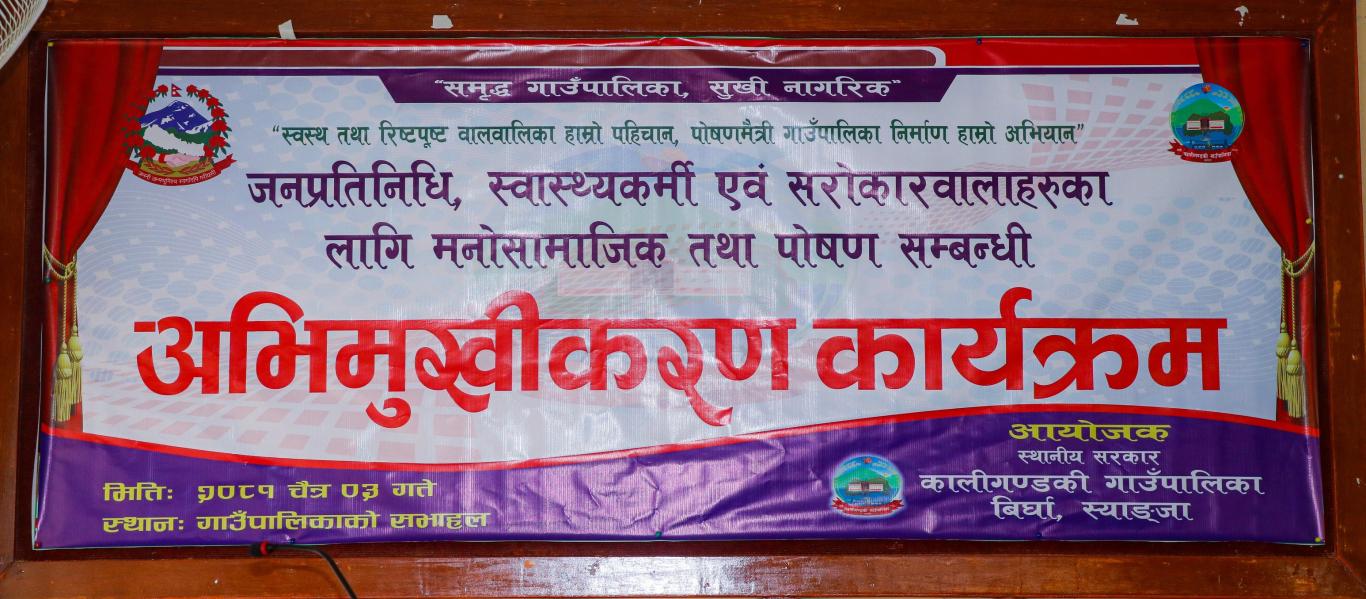 “समृद्ध गाउँपालिका, सुखी नागरिक”
“स्वस्थ तथा रिष्टपूष्ट वालवालिका हाम्रो पहिचान, पोषणमैत्री गाउँपालिका निर्माण हाम्रो अभियान”
जनप्रतिनिधि, स्वास्थ्यकर्मी एवं सरोकारवालाहरुका
लागि मनोसामाजिक तथा पोषण सम्बन्धी
अभिमुखीकरण कार्यक्रम
आयोजक
स्थानीय सरकार
कालीगण्डकी गाउँपालिका
बिर्घा, स्याङ्जा
मितिः २०८१ चैत्र ०३ गते
स्थानः गाउँपालिकाको सभाहल